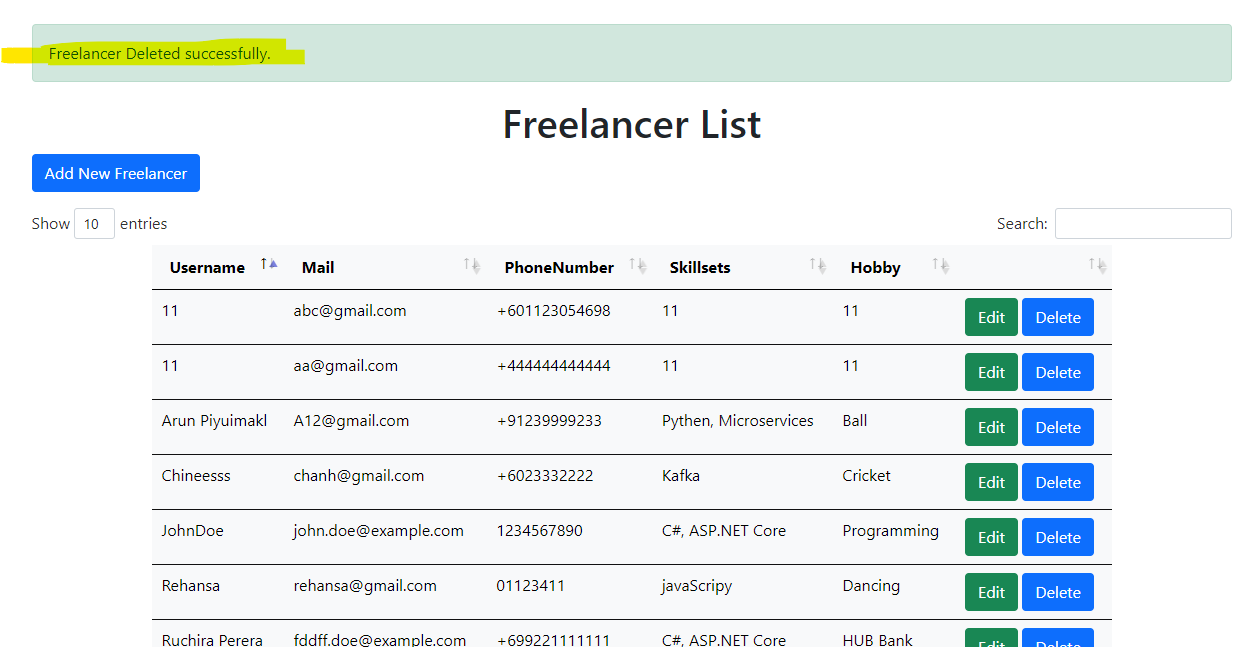 Freelancer Deleted successfully.
Freelancer List
Add New Freelancer
Show 10 entries Search:
Username Mail PhoneNumber Skillsets Hobby
11 abc@gmail.com +601123054698 11 11 Edit Delete
11 aa@gmail.com +444444444444 11 11 Edit Delete
Arun Piyuimakl A12@gmail.com +91239999233 Pythen, Microservices Ball Edit Delete
Chineesss chanh@gmail.com +6023332222 Kafka Cricket Edit Delete
JohnDoe john.doe@example.com 1234567890 C#, ASP.NET Core Programming Edit Delete
Rehansa rehansa@gmail.com 01123411 javaScripy Dancing Edit Delete
Ruchira Perera fddff.doe@example.com +699221111111 C#, ASP.NET Core HUB Bank Edit Delete